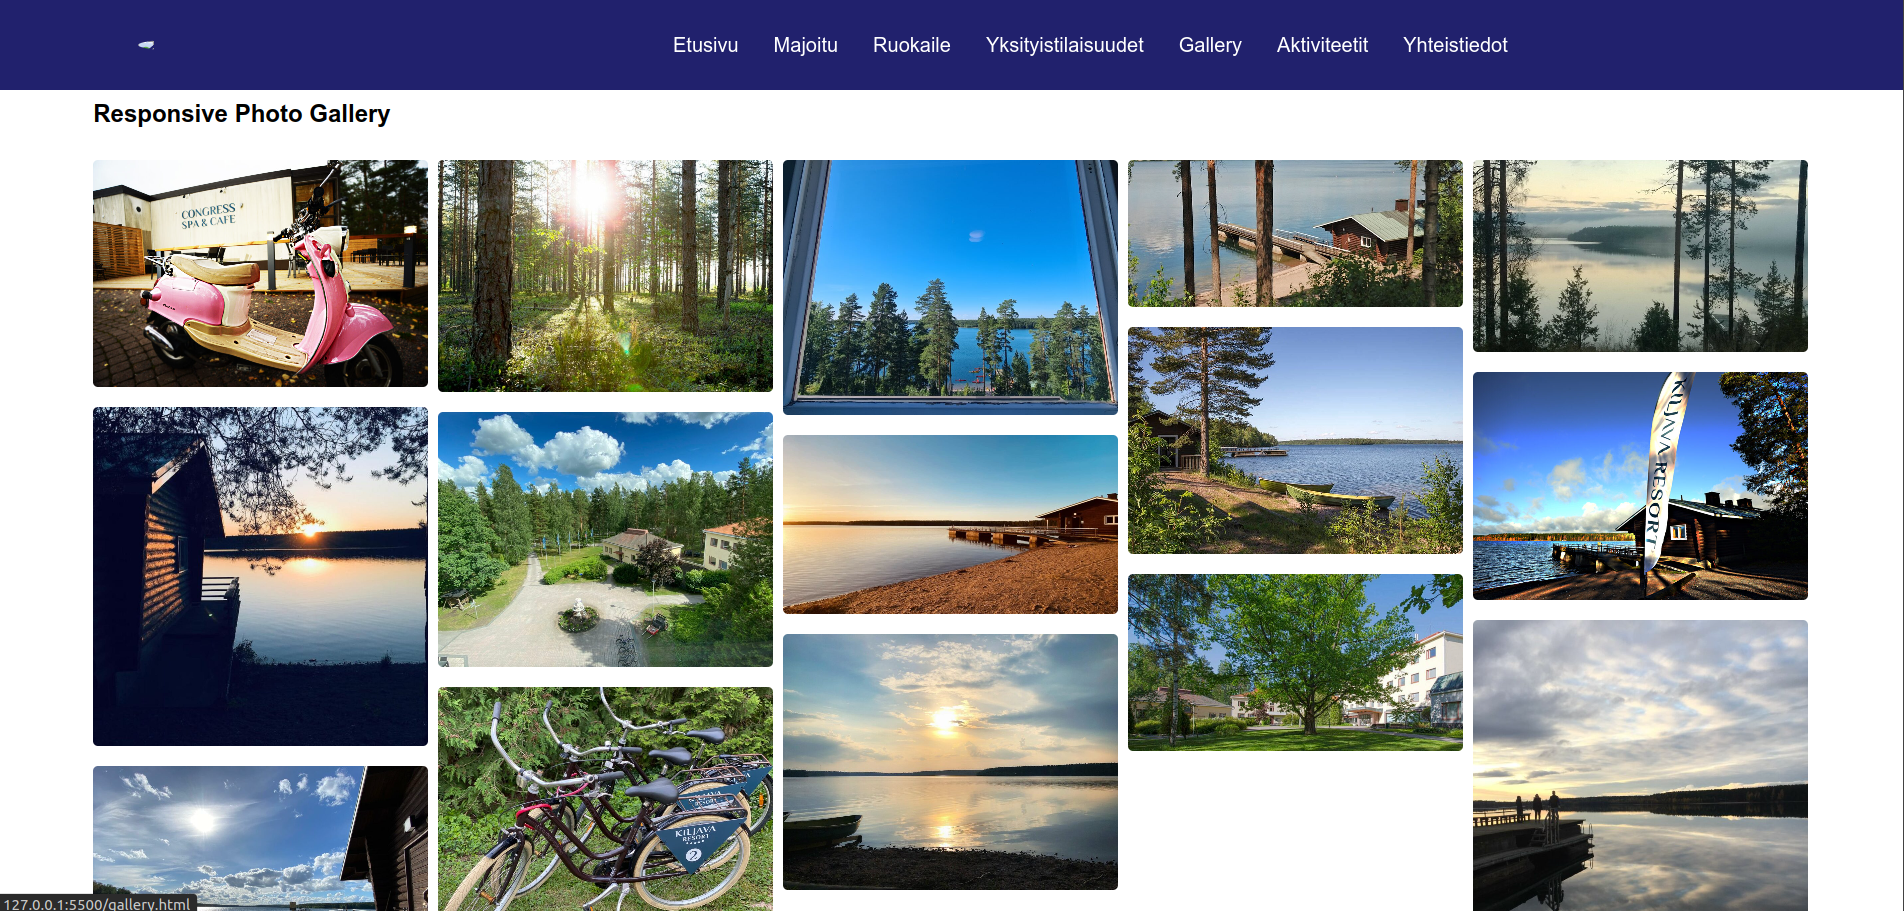 Etusivu Majoitu Ruokaile Yksityistilaisuudet Gallery Aktiviteetit Yhteistiedot
Responsive Photo Gallery
CONGRESS
SPA & CAFE
KILJAVA RESORT
KILJAVA
RESORT
2
127.0.0.1:5500/gallery.html